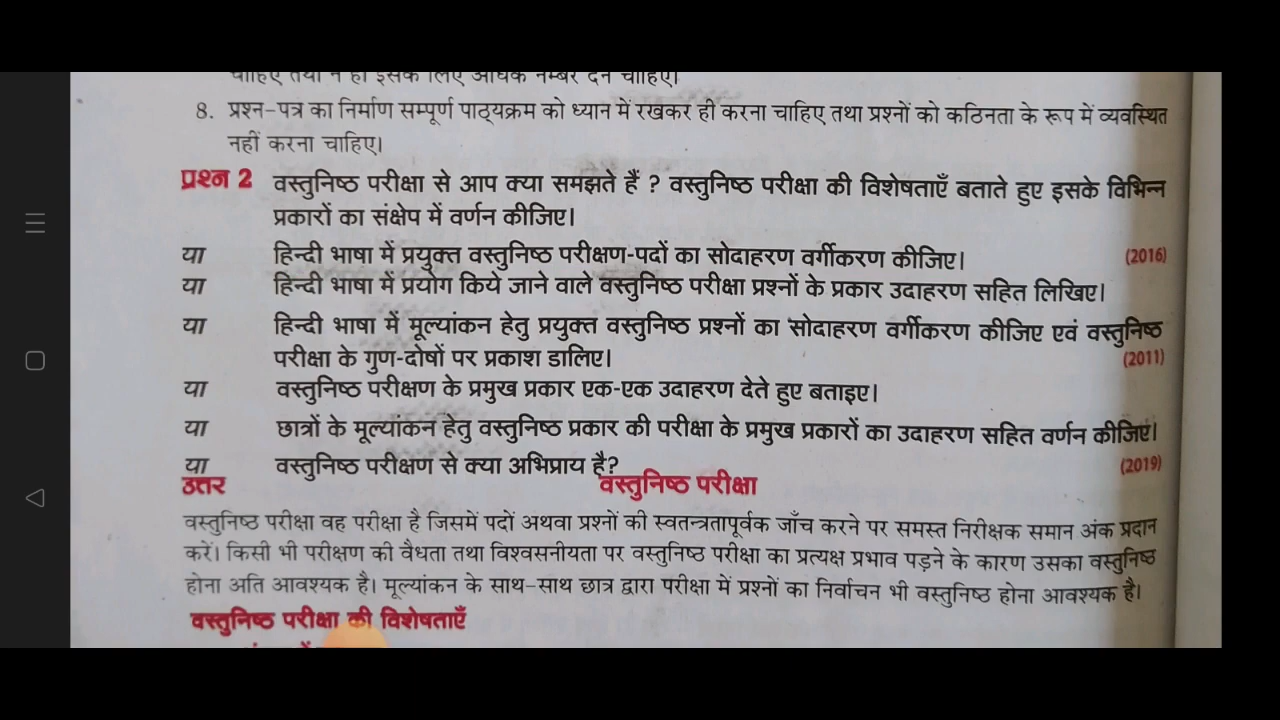 चाहिए तथा न ही इसके लिए अधिक नम्बर देने चाहिए।
8. प्रश्न-पत्र का निर्माण सम्पूर्ण पाठ्यक्रम को ध्यान में रखकर ही करना चाहिए तथा प्रश्नों को कठिनता के रूप में व्यवस्थित
नहीं करना चाहिए।
प्रश्न 2 वस्तुनिष्ठ परीक्षा से आप क्या समझते हैं ? वस्तुनिष्ठ परीक्षा की विशेषताएँ बताते हुए इसके विभिन्न
प्रकारों का संक्षेप में वर्णन कीजिए।
या हिन्दी भाषा में प्रयुक्त वस्तुनिष्ठ परीक्षण-पदों का सोदाहरण वर्गीकरण कीजिए। (2016)
या हिन्दी भाषा में प्रयोग किये जाने वाले वस्तुनिष्ठ परीक्षा प्रश्नों के प्रकार उदाहरण सहित लिखिए।
या हिन्दी भाषा में मूल्यांकन हेतु प्रयुक्त वस्तुनिष्ठ प्रश्नों का सोदाहरण वर्गीकरण कीजिए एवं वस्तुनिष्ठ
परीक्षा के गुण-दोषों पर प्रकाश डालिए। (2011)
या वस्तुनिष्ठ परीक्षण के प्रमुख प्रकार एक-एक उदाहरण देते हुए बताइए।
या छात्रों के मूल्यांकन हेतु वस्तुनिष्ठ प्रकार की परीक्षा के प्रमुख प्रकारों का उदाहरण सहित वर्णन कीजिए।
या वस्तुनिष्ठ परीक्षण से क्या अभिप्राय है? (2019)
उत्तर वस्तुनिष्ठ परीक्षा
वस्तुनिष्ठ परीक्षा वह परीक्षा है जिसमें पदों अथवा प्रश्नों की स्वतन्त्रतापूर्वक जाँच करने पर समस्त निरीक्षक समान अंक प्रदान
करें। किसी भी परीक्षण की वैधता तथा विश्वसनीयता पर वस्तुनिष्ठ परीक्षा का प्रत्यक्ष प्रभाव पड़ने के कारण उसका वस्तुनिष्ठ
होना अति आवश्यक है। मूल्यांकन के साथ-साथ छात्र द्वारा परीक्षा में प्रश्नों का निर्वाचन भी वस्तुनिष्ठ होना आवश्यक है।
वस्तुनिष्ठ परीक्षा की विशेषताएँ